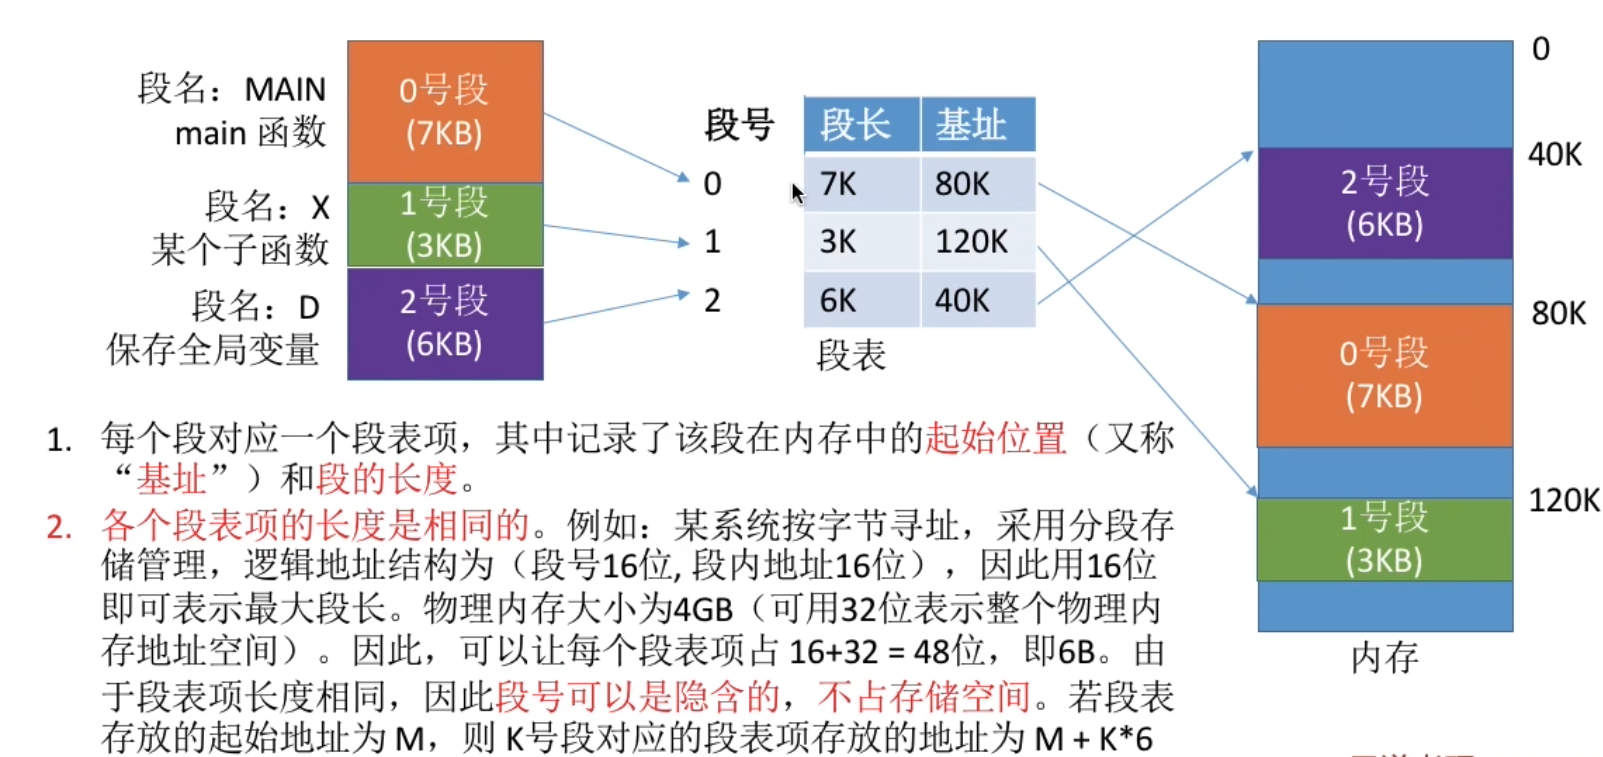 段名：MAIN
main 函数
0号段
(7KB)
段名：X
某个子函数
1号段
(3KB)
段名：D
保存全局变量
2号段
(6KB)
段号 段长 基址
0 7K 80K
1 3K 120K
2 6K 40K
段表
0
40K
2号段
(6KB)
80K
0号段
(7KB)
120K
1号段
(3KB)
内存
1. 每个段对应一个段表项，其中记录了该段在内存中的起始位置（又称
“基址”）和段的长度。
2. 各个段表项的长度是相同的。例如：某系统按字节寻址，采用分段存
储管理，逻辑地址结构为（段号16位, 段内地址16位），因此用16位
即可表示最大段长。物理内存大小为4GB（可用32位表示整个物理内
存地址空间）。因此，可以让每个段表项占 16+32 = 48位，即6B。由
于段表项长度相同，因此段号可以是隐含的，不占存储空间。若段表
存放的起始地址为 M，则 K号段对应的段表项存放的地址为 M + K*6